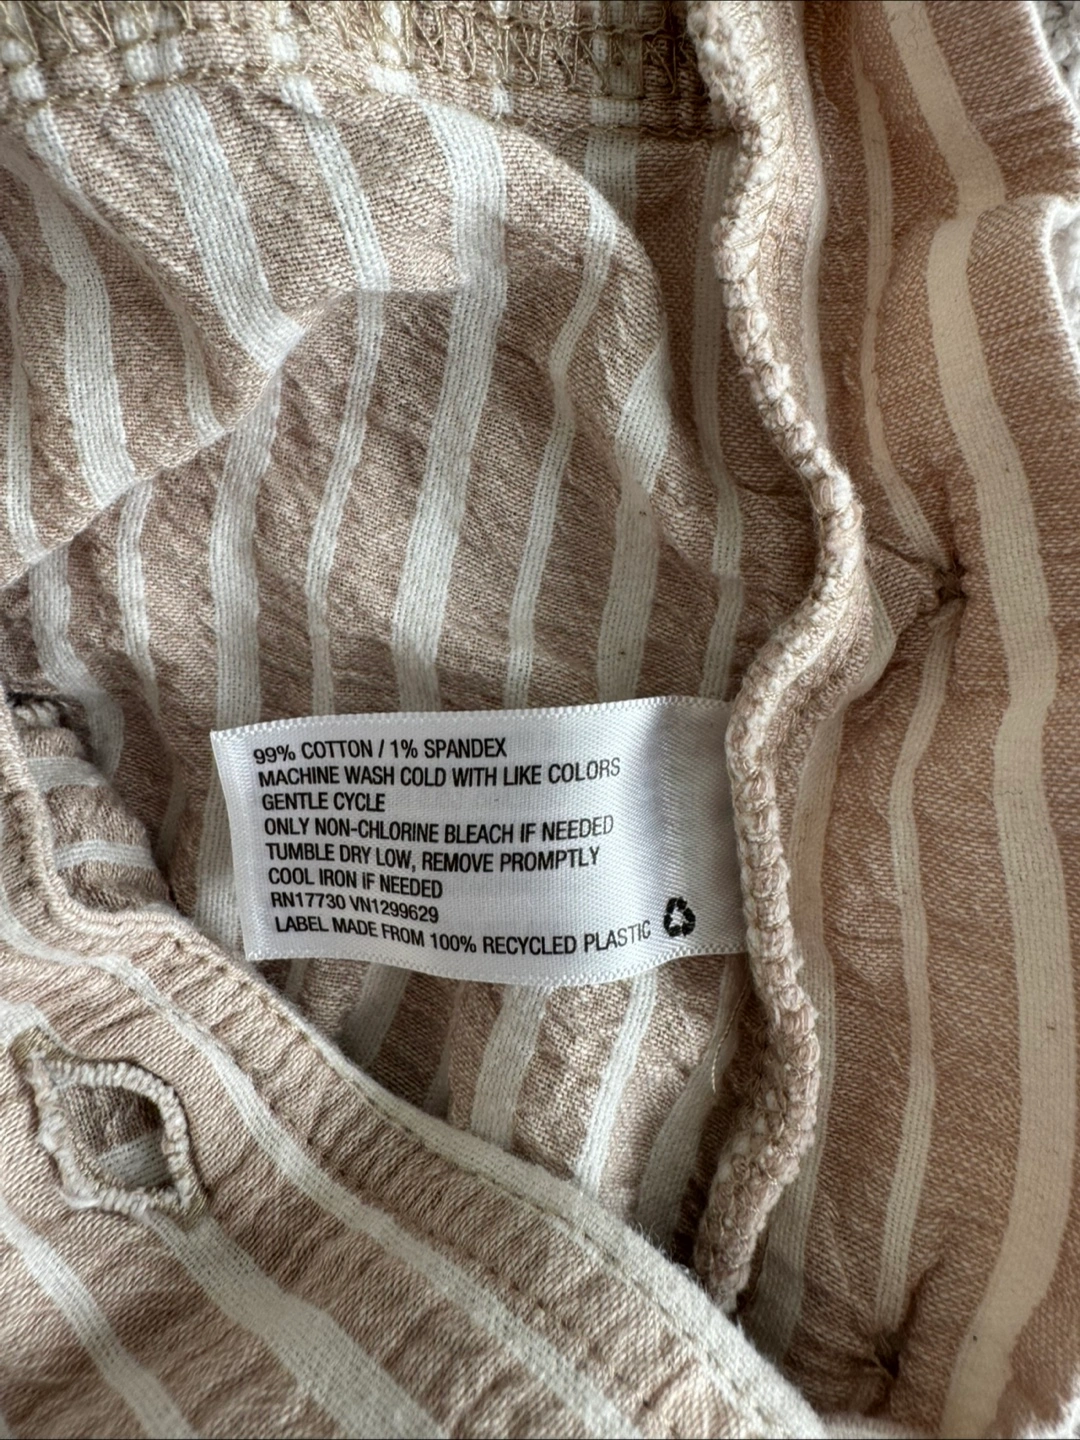 99% COTTON / 1% SPANDEX
MACHINE WASH COLD WITH LIKE COLORS
GENTLE CYCLE
ONLY NON-CHLORINE BLEACH IF NEEDED
TUMBLE DRY LOW, REMOVE PROMPTLY
COOL IRON IF NEEDED
RN17730 VN1299629
LABEL MADE FROM 100% RECYCLED PLASTIC